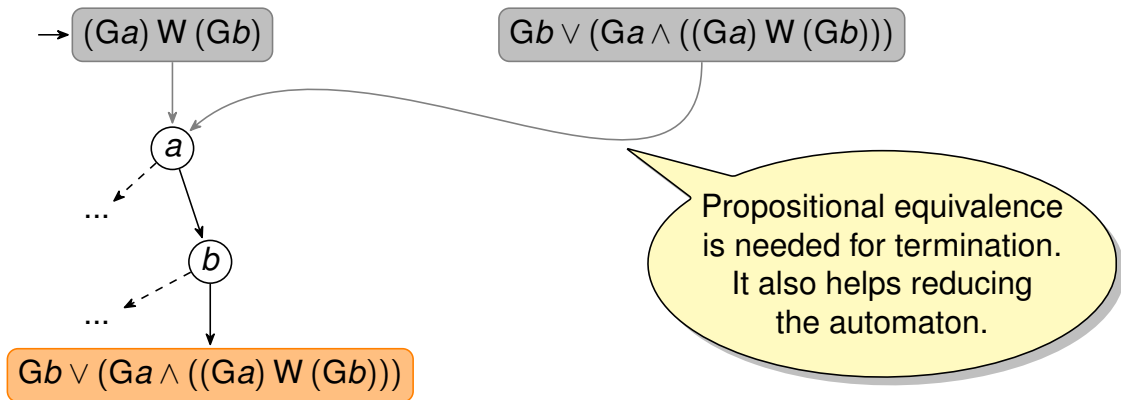 (Ga) W (Gb)
Gb ∨ (Ga ∧ ((Ga) W (Gb)))
a
...
b
...
Gb ∨ (Ga ∧ ((Ga) W (Gb)))
Propositional equivalence
is needed for termination.
It also helps reducing
the automaton.